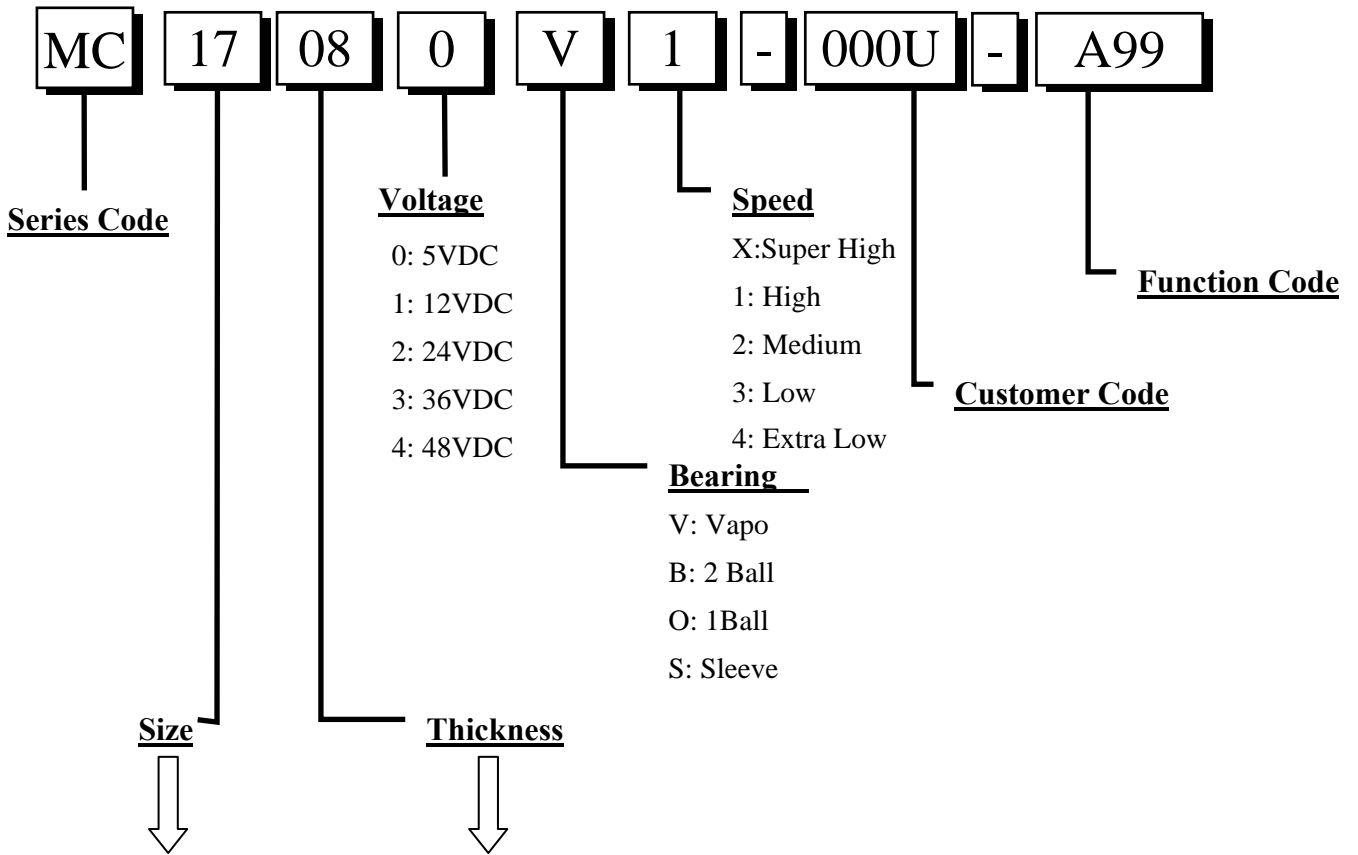 MC 17 08 0 V 1 - 000U - A99
Series Code
Voltage
0: 5VDC
1: 12VDC
2: 24VDC
3: 36VDC
4: 48VDC
Speed
X:Super High
1: High
2: Medium
3: Low
4: Extra Low
Function Code
Customer Code
Bearing
V: Vapo
B: 2 Ball
O: 1Ball
S: Sleeve
Size
Thickness